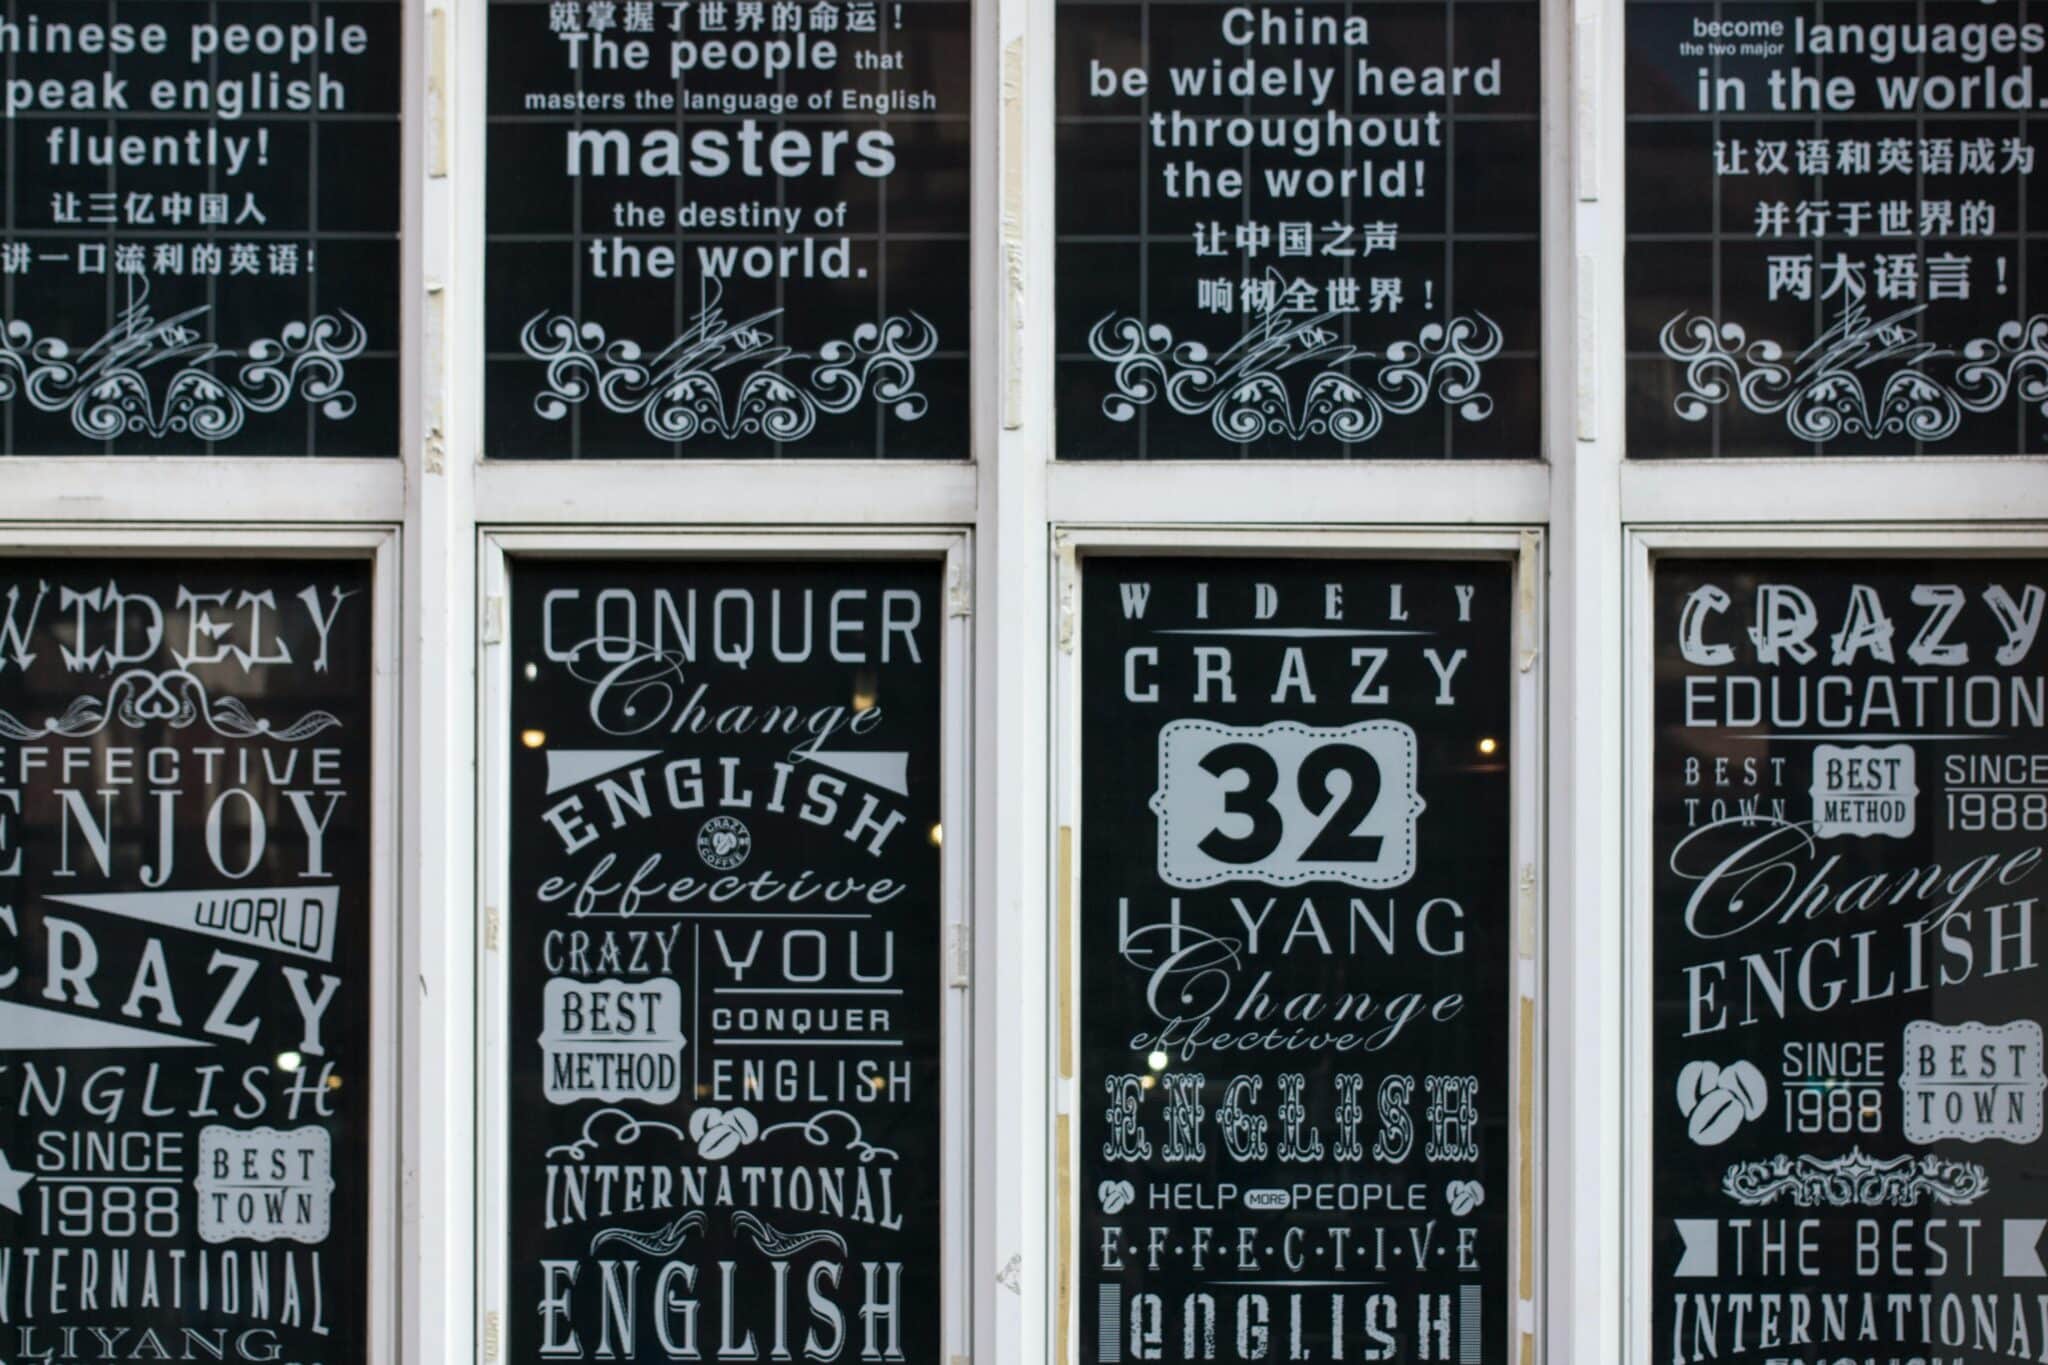 hinese people
peak english
fluently!
让三亿中国人
讲一口流利的英语!
就掌握了世界的命运!
The people that
masters the language of English
masters
the destiny of
the world.
China
be widely heard
throughout
the world!
让中国之声
响彻全世界!
become
the two major languages
in the world.
让汉语和英语成为
并行于世界的
两大语言!
WIDELY
EFFECTIVE
ENJOY
WORLD
CRAZY
ENGLISH
SINCE
1988
BEST
TOWN
INTERNATIONAL
LIYANG
CONQUER
Change
ENGLISH
CRAZY
COFFEE
effective
CRAZY
BEST
METHOD
YOU
CONQUER
ENGLISH
INTERNATIONAL
ENGLISH
WIDELY
CRAZY
32
LI YANG
Change
effective
ENGLISH
HELP MORE PEOPLE
E·F·F·E·C·T·I·V·E
ENGLISH
CRAZY
EDUCATION
BEST
TOWN
BEST
METHOD
SINCE
1988
Change
ENGLISH
SINCE
1988
BEST
TOWN
THE BEST
INTERNATIONAL